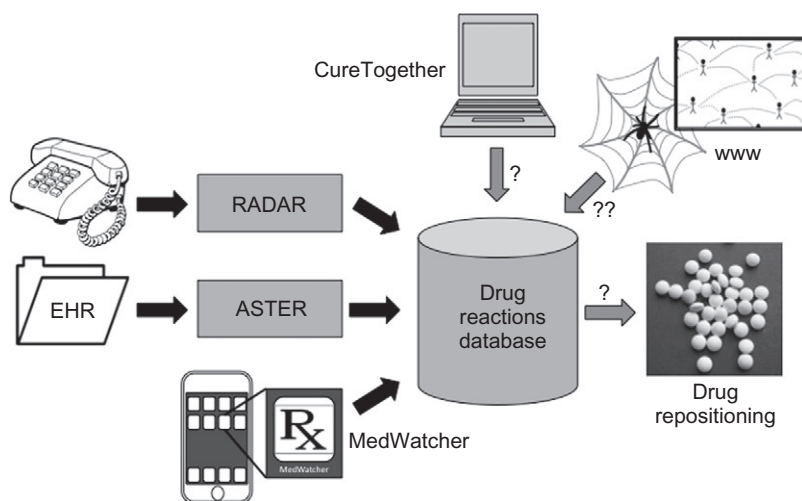 CureTogether
www
?
??
RADAR
EHR
ASTER
Drug
reactions
database
?
Drug
repositioning
Rx
MedWatcher
MedWatcher